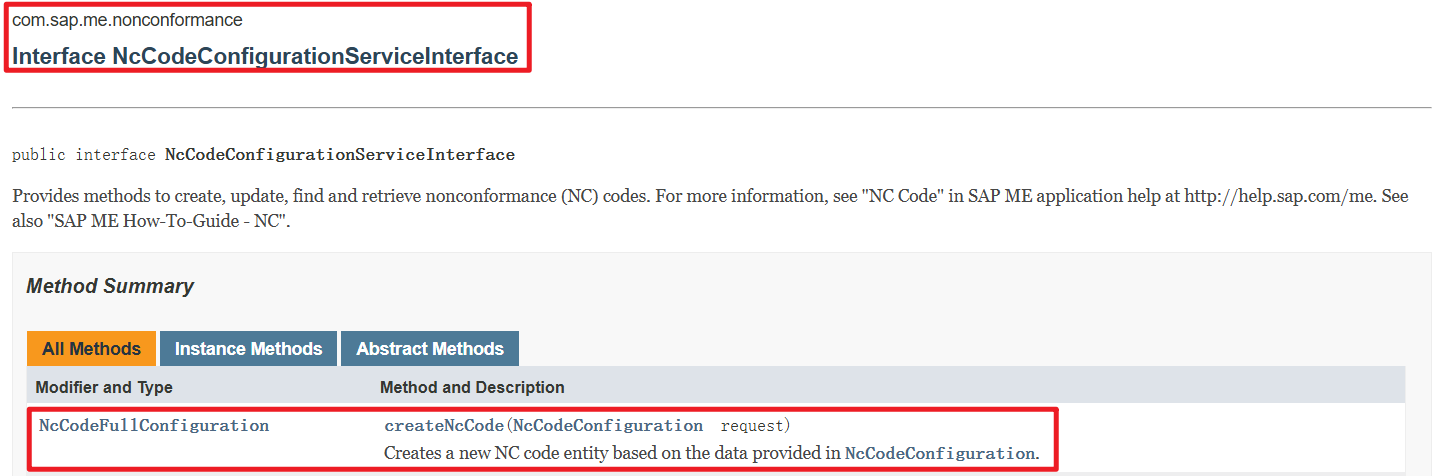 com.sap.me.nonconformance
Interface NcCodeConfigurationServiceInterface
public interface NcCodeConfigurationServiceInterface
Provides methods to create, update, find and retrieve nonconformance (NC) codes. For more information, see "NC Code" in SAP ME application help at http://help.sap.com/me. See
also "SAP ME How-To-Guide - NC".
Method Summary
All Methods Instance Methods Abstract Methods
Modifier and Type Method and Description
NcCodeFullConfiguration createNcCode(NcCodeConfiguration request)
Creates a new NC code entity based on the data provided in NcCodeConfiguration.